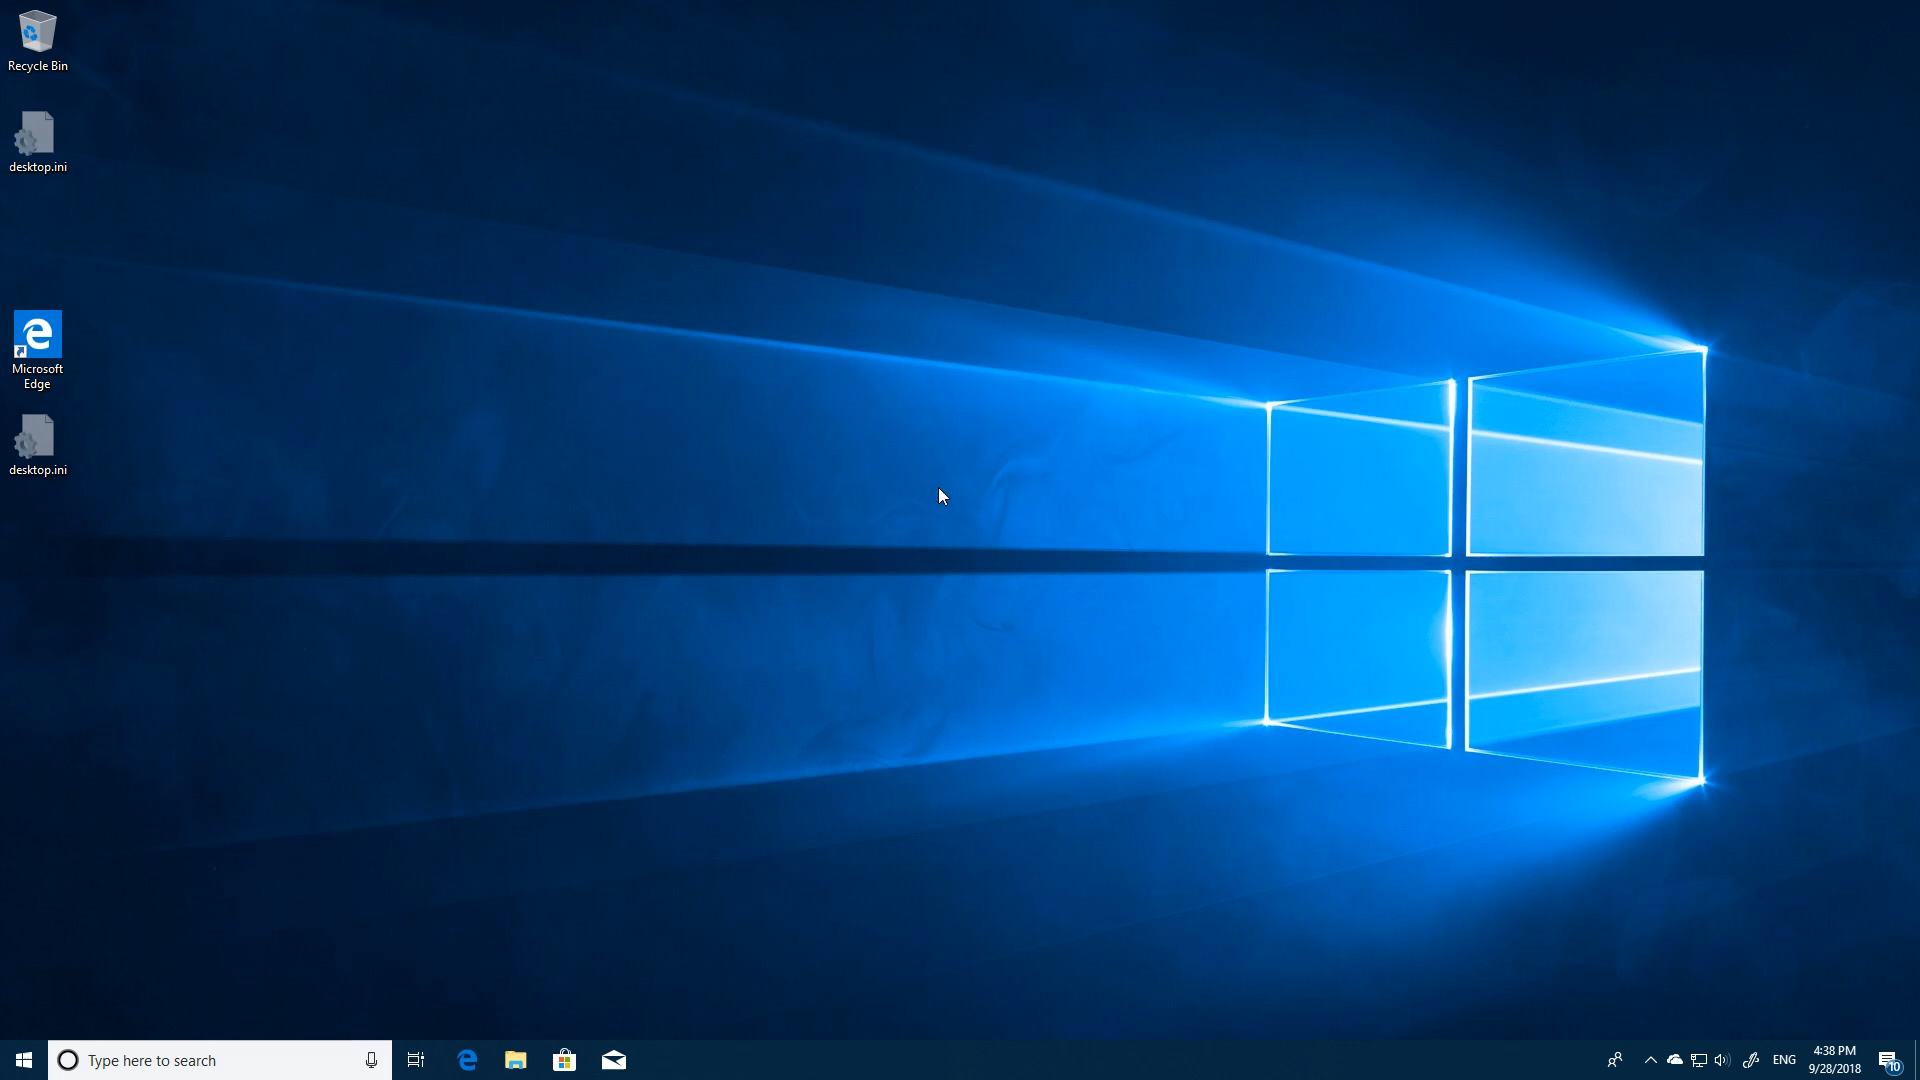 Recycle Bin
desktop.ini
Microsoft
Edge
desktop.ini
Type here to search
ENG
4:38 PM
9/28/2018
10